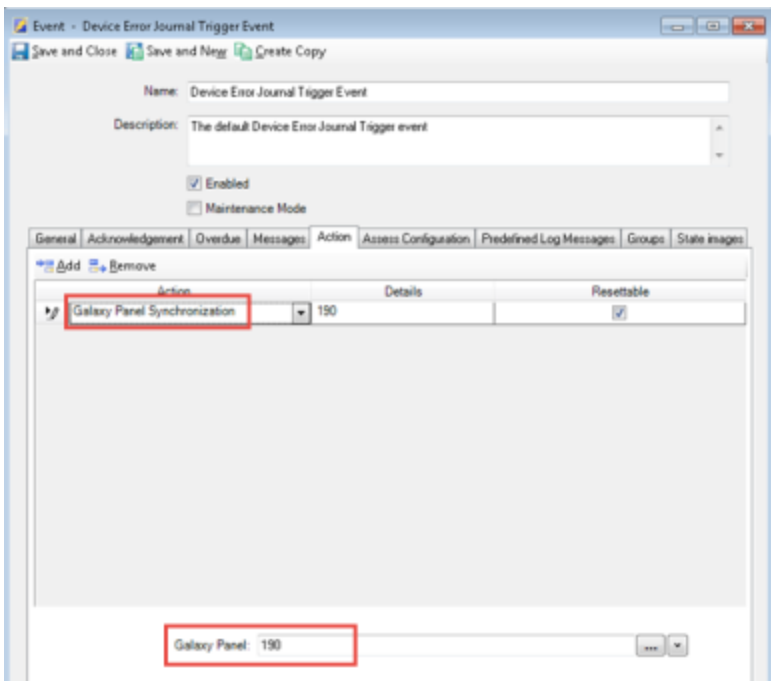 Event - Device Error Journal Trigger Event
Save and Close Save and New Create Copy
Name: Device Error Journal Trigger Event
Description: The default Device Error Journal Trigger event
Enabled
Maintenance Mode
General Acknowledgement Overdue Messages Action Assess Configuration Predefined Log Messages Groups State images
Add Remove
Action Details Resettable
Galaxy Panel Synchronization 190
Galaxy Panel: 190 ...